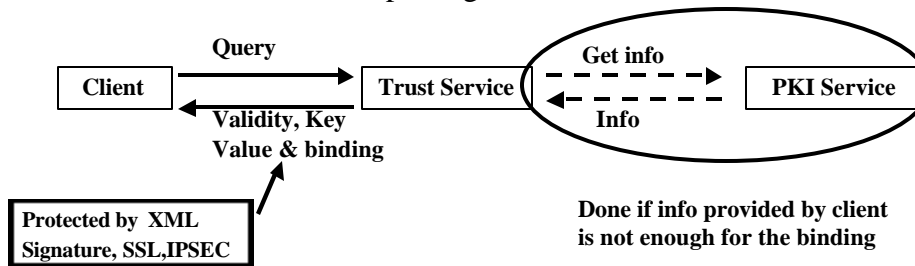 Query
Get info
Client
Trust Service
PKI Service
Validity, Key
Value & binding
Info
Protected by XML
Signature, SSL,IPSEC
Done if info provided by client
is not enough for the binding